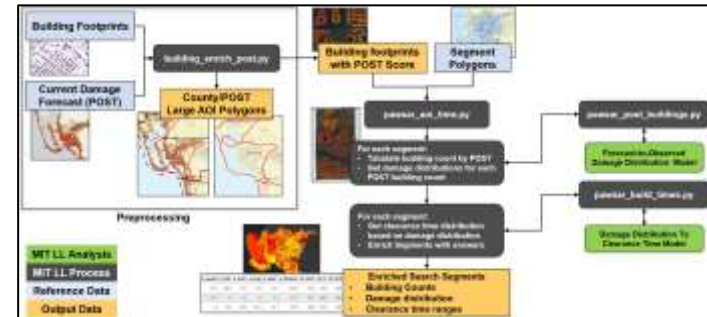 Building Footprints
Current Damage
Forecast (POST)
building_enrich_post.py
County/POST
Large AOI Polygons
Preprocessing
Building footprints
with POST Score
Segment
Polygons
pawsar_aoi_time.py
For each segment:
• Tabulate building count by POST
• Get damage distributions for each
POST building count
pawsar_post_buildings.py
Forecast-to-Observed
Damage Distribution Model
For each segment:
• Get clearance time distribution
based on damage distribution
• Enrich Segments with answers
pawsar_build_times.py
Damage Distribution To
Clearance Time Model
Enriched Search Segments
• Building Counts
• Damage distribution
• Clearance time ranges
MIT LL Analysis
MIT LL Process
Reference Data
Output Data